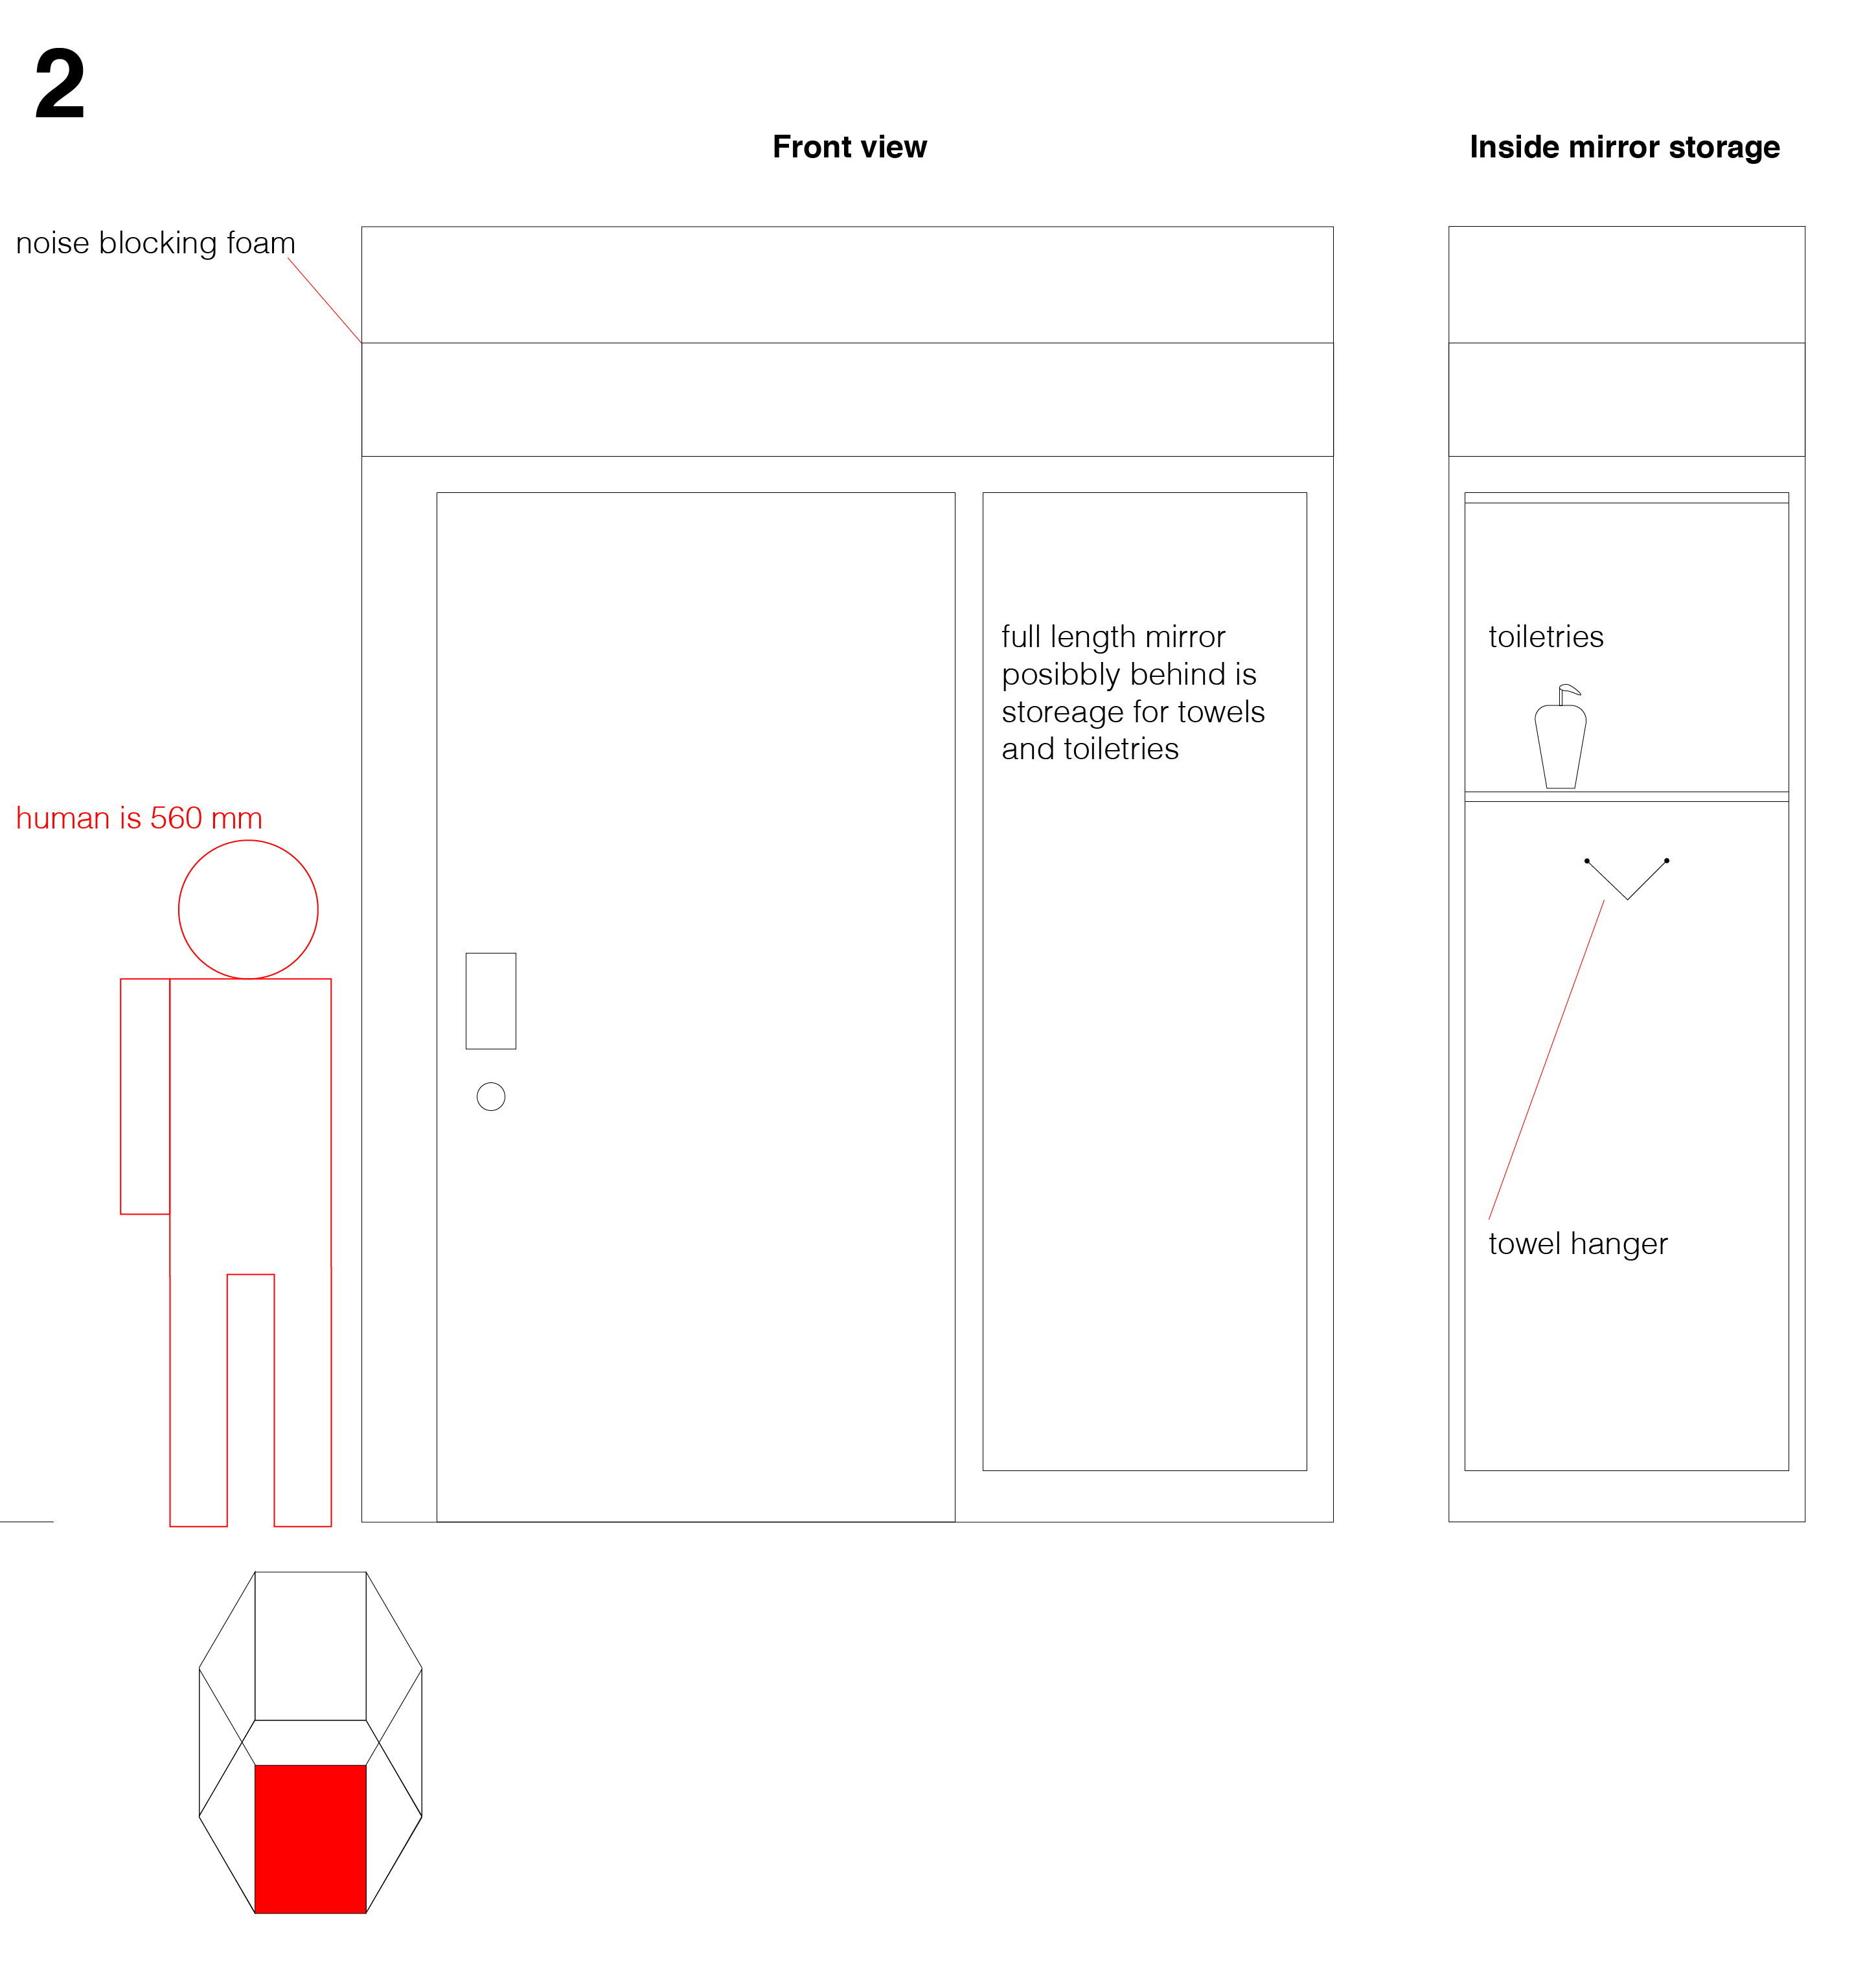 2
Front view
Inside mirror storage
noise blocking foam
full length mirror
posibbly behind is
storeage for towels
and toiletries
toiletries
human is 560 mm
towel hanger